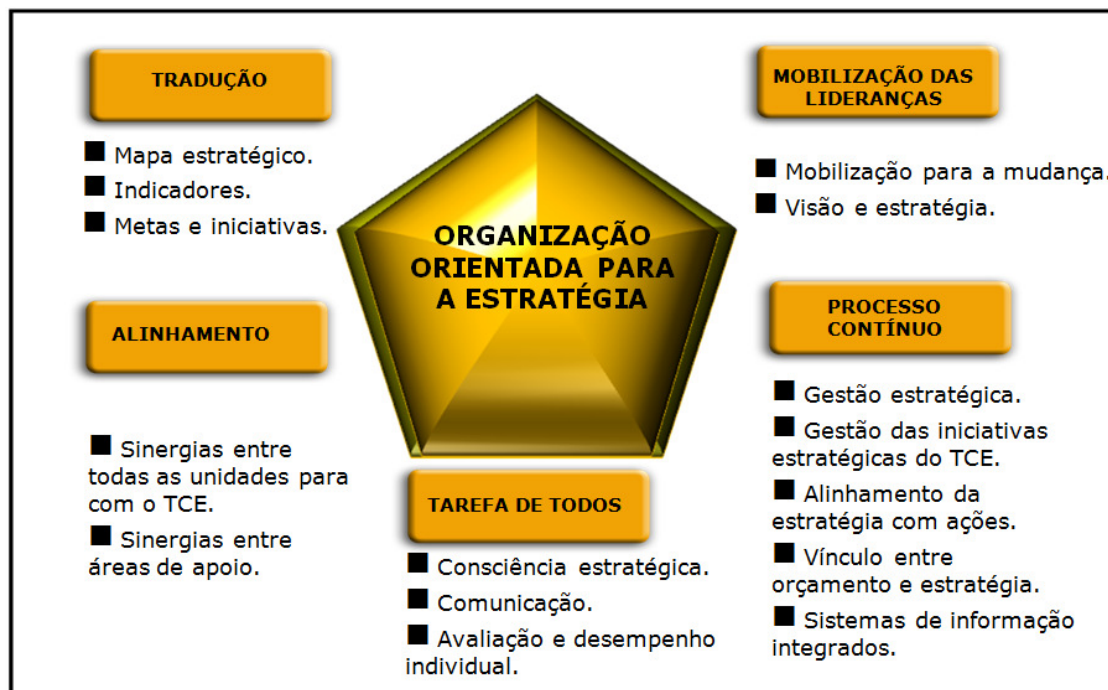 TRADUÇÃO
■ Mapa estratégico.
■ Indicadores.
■ Metas e iniciativas.
MOBILIZAÇÃO DAS
LIDERANÇAS
■ Mobilização para a mudança.
■ Visão e estratégia.
ORGANIZAÇÃO
ORIENTADA PARA
A ESTRATÉGIA
ALINHAMENTO
■ Sinergias entre
todas as unidades para
com o TCE.
■ Sinergias entre
áreas de apoio.
TAREFA DE TODOS
■ Consciência estratégica.
■ Comunicação.
■ Avaliação e desempenho
individual.
PROCESSO
CONTÍNUO
■ Gestão estratégica.
■ Gestão das iniciativas
estratégicas do TCE.
■ Alinhamento da
estratégia com ações.
■ Vínculo entre
orçamento e estratégia.
■ Sistemas de informação
integrados.